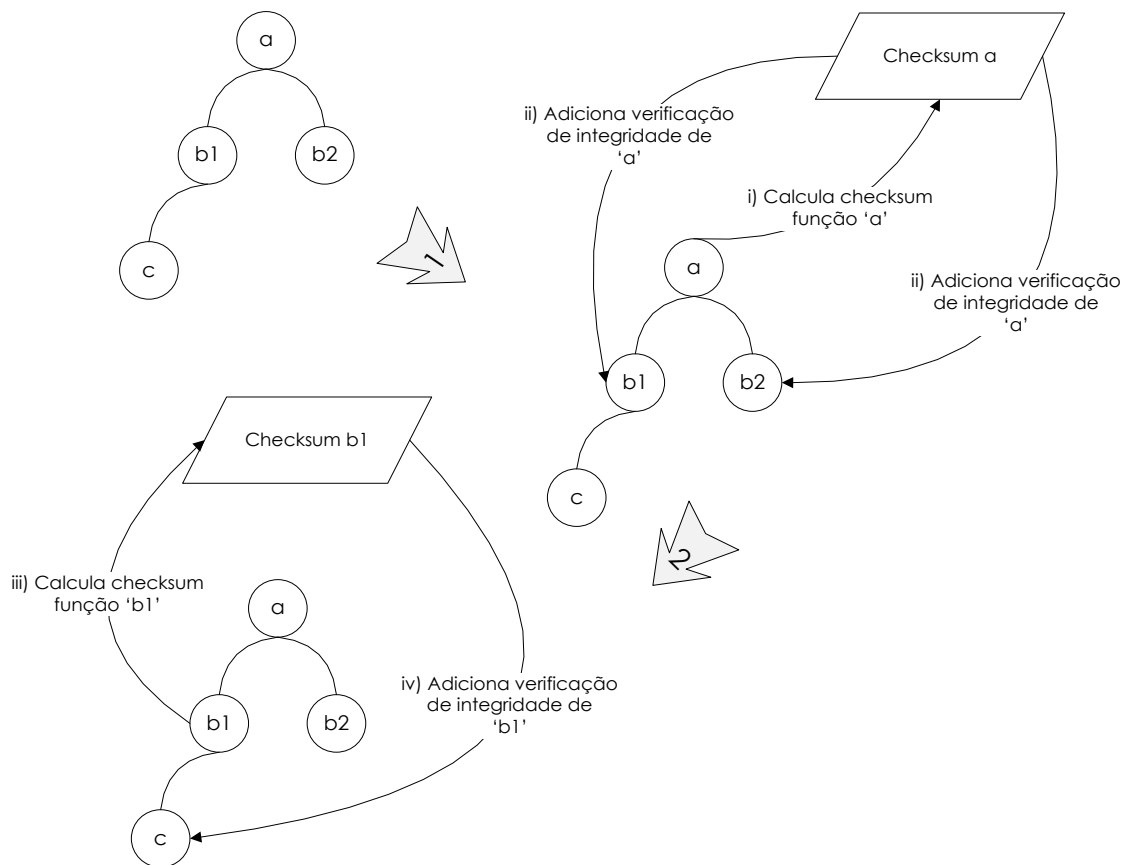 a
b1
b2
c
1
Checksum a
ii) Adiciona verificação
de integridade de
‘a’
i) Calcula checksum
função ‘a’
a
ii) Adiciona verificação
de integridade de
‘a’
b1
b2
c
2
Checksum b1
iii) Calcula checksum
função ‘b1’
a
iv) Adiciona verificação
de integridade de
‘b1’
b1
b2
c